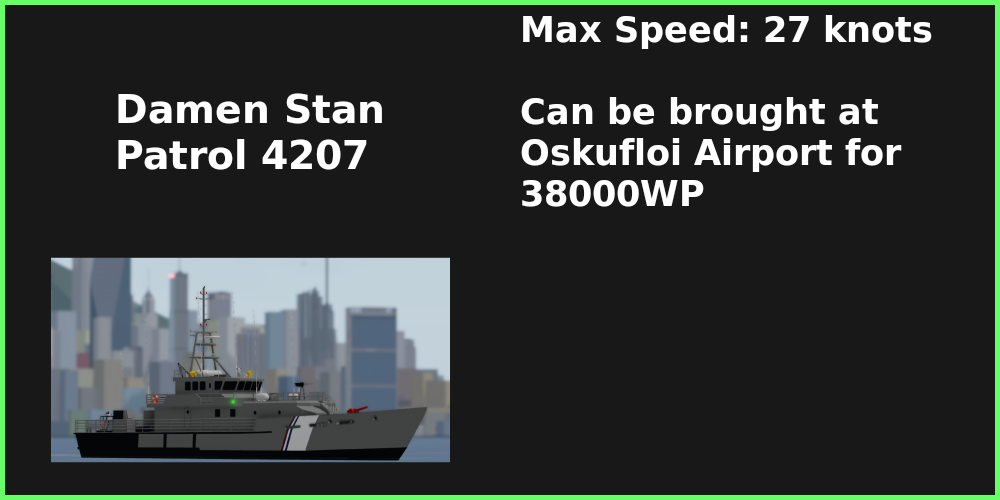 Damen Stan
Patrol 4207
Max Speed: 27 knots
Can be brought at
Oskufloi Airport for
38000WP